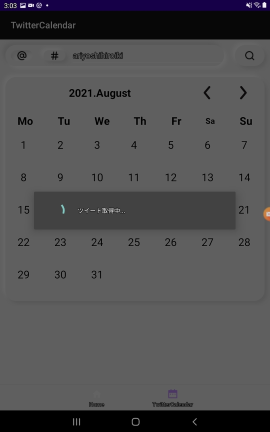 3:03
TwitterCalendar
@ # ariyoshihiroiki
2021.August
Mo Tu We Th Fr Sa Su
1 2 3 4 5 6 7
8 9 10 11 12 13 14
15 21
ツイート取得中...
22 23 24 25 26 27 28
29 30 31
Home TwitterCalendar